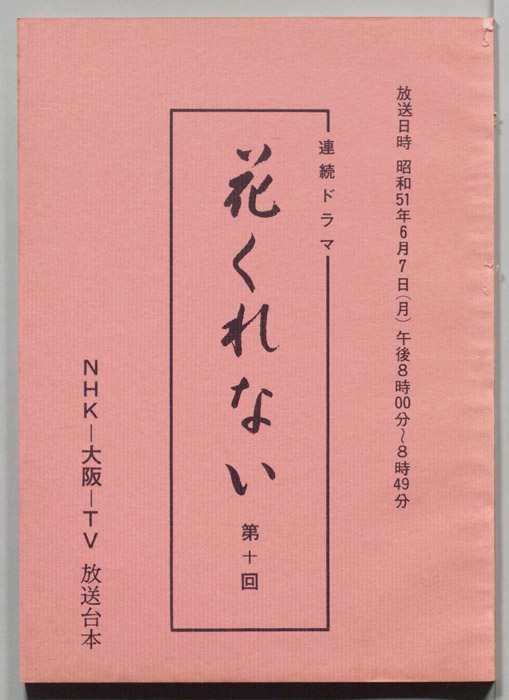 放送日時 昭和51年6月7日(月)午後8時00分～8時49分
連続ドラマ
花くれない 第十回
NHK―大阪―TV 放送台本